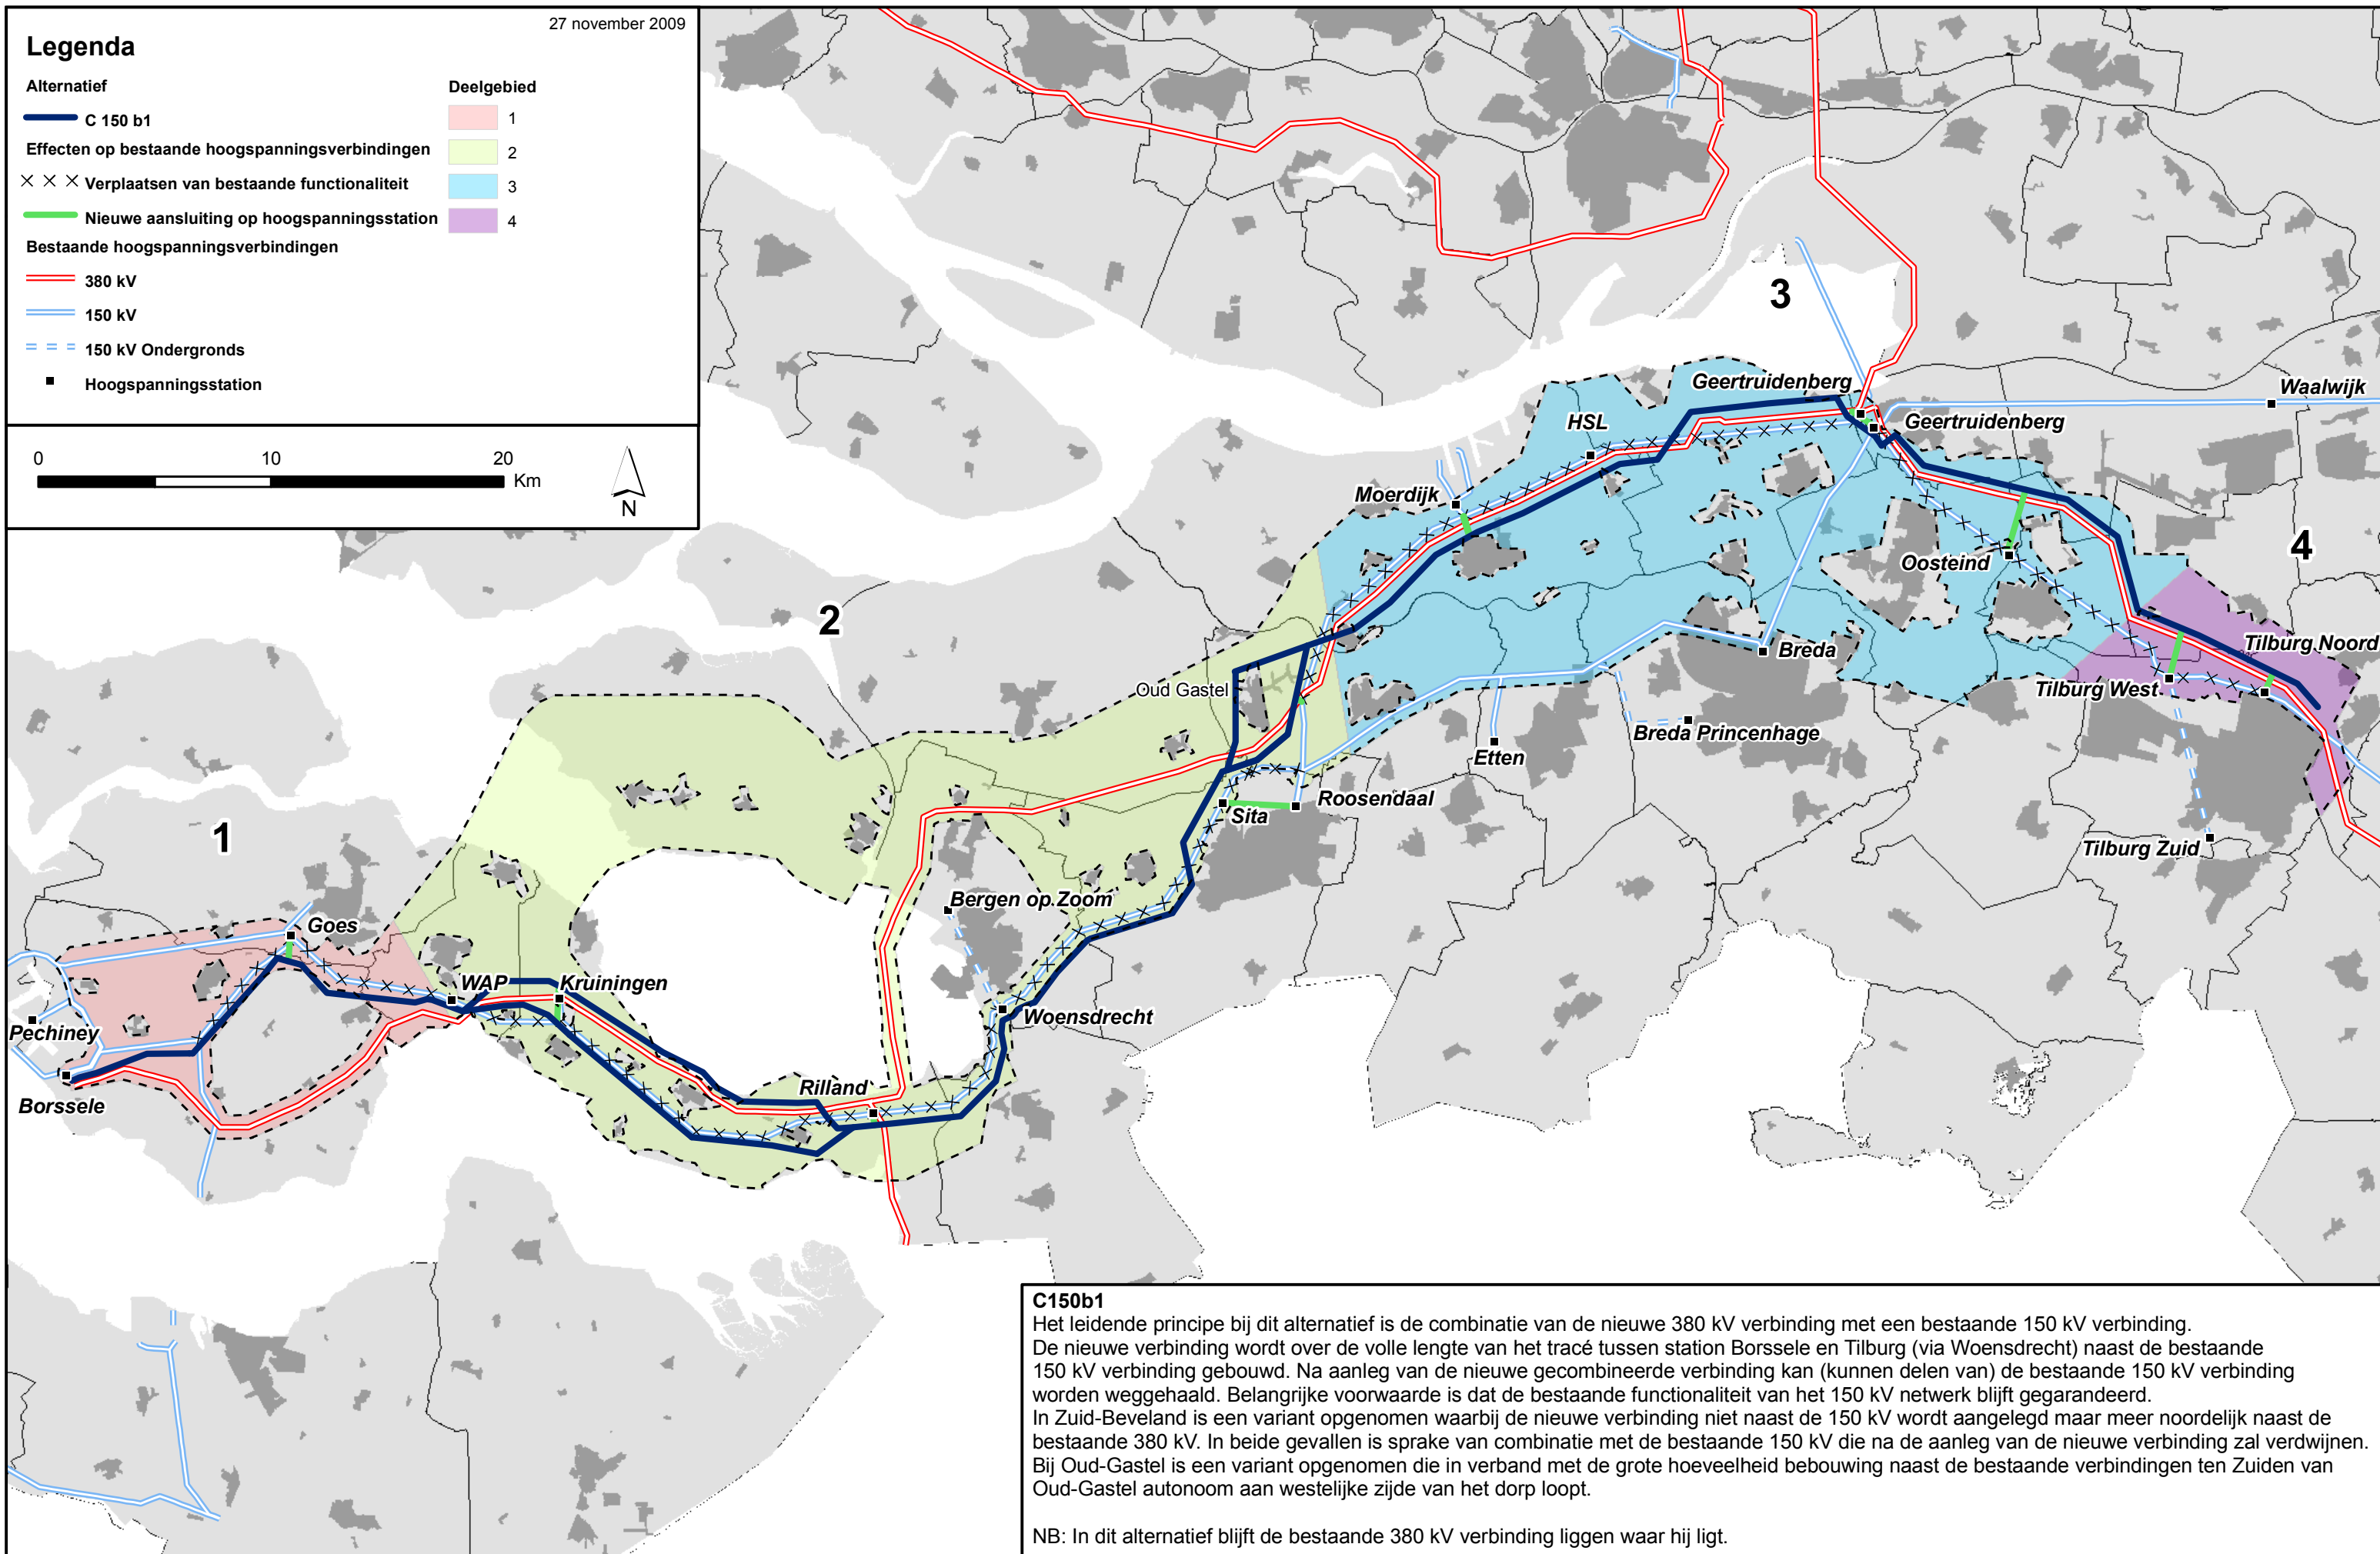 27 november 2009
Legenda
Alternatief
C 150 b1
Effecten op bestaande hoogspanningsverbindingen
× × × Verplaatsen van bestaande functionaliteit
Nieuwe aansluiting op hoogspanningsstation
Bestaande hoogspanningsverbindingen
380 kV
150 kV
150 kV Ondergronds
Hoogspanningsstation
Deelgebied
1
2
3
4
0 10 20 Km
N
3
Geertruidenberg
Waalwijk
HSL
Geertruidenberg
Moerdijk
4
Oosteind
2
Tilburg Noord
Breda
Oud Gastel
Tilburg West
Breda Princenhage
Etten
Roosendaal
Sita
1
Tilburg Zuid
Bergen op Zoom
Goes
WAP
Kruiningen
Woensdrecht
Pechiney
Rilland
Borssele
C150b1
Het leidende principe bij dit alternatief is de combinatie van de nieuwe 380 kV verbinding met een bestaande 150 kV verbinding.
De nieuwe verbinding wordt over de volle lengte van het tracé tussen station Borssele en Tilburg (via Woensdrecht) naast de bestaande
150 kV verbinding gebouwd. Na aanleg van de nieuwe gecombineerde verbinding kan (kunnen delen van) de bestaande 150 kV verbinding
worden weggehaald. Belangrijke voorwaarde is dat de bestaande functionaliteit van het 150 kV netwerk blijft gegarandeerd.
In Zuid-Beveland is een variant opgenomen waarbij de nieuwe verbinding niet naast de 150 kV wordt aangelegd maar meer noordelijk naast de
bestaande 380 kV. In beide gevallen is sprake van combinatie met de bestaande 150 kV die na de aanleg van de nieuwe verbinding zal verdwijnen.
Bij Oud-Gastel is een variant opgenomen die in verband met de grote hoeveelheid bebouwing naast de bestaande verbindingen ten Zuiden van
Oud-Gastel autonoom aan westelijke zijde van het dorp loopt.
NB: In dit alternatief blijft de bestaande 380 kV verbinding liggen waar hij ligt.